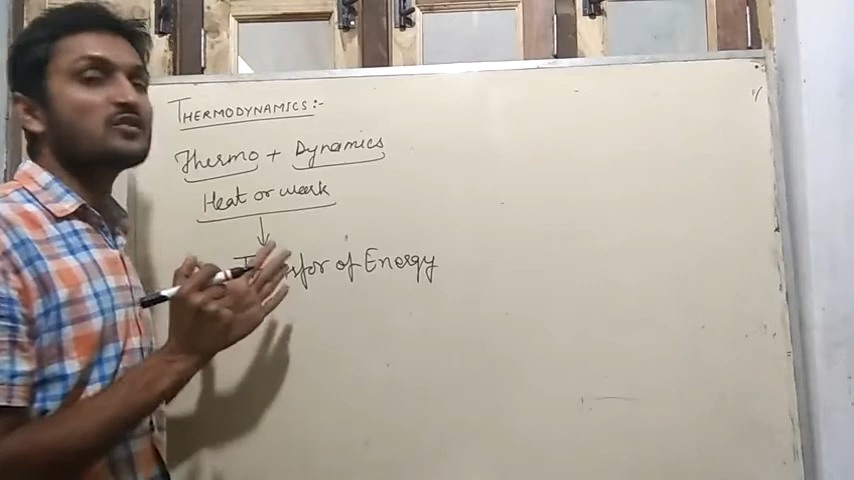 THERMODYNAMICS :-
Thermo + Dynamics
Heat or work
of Energy